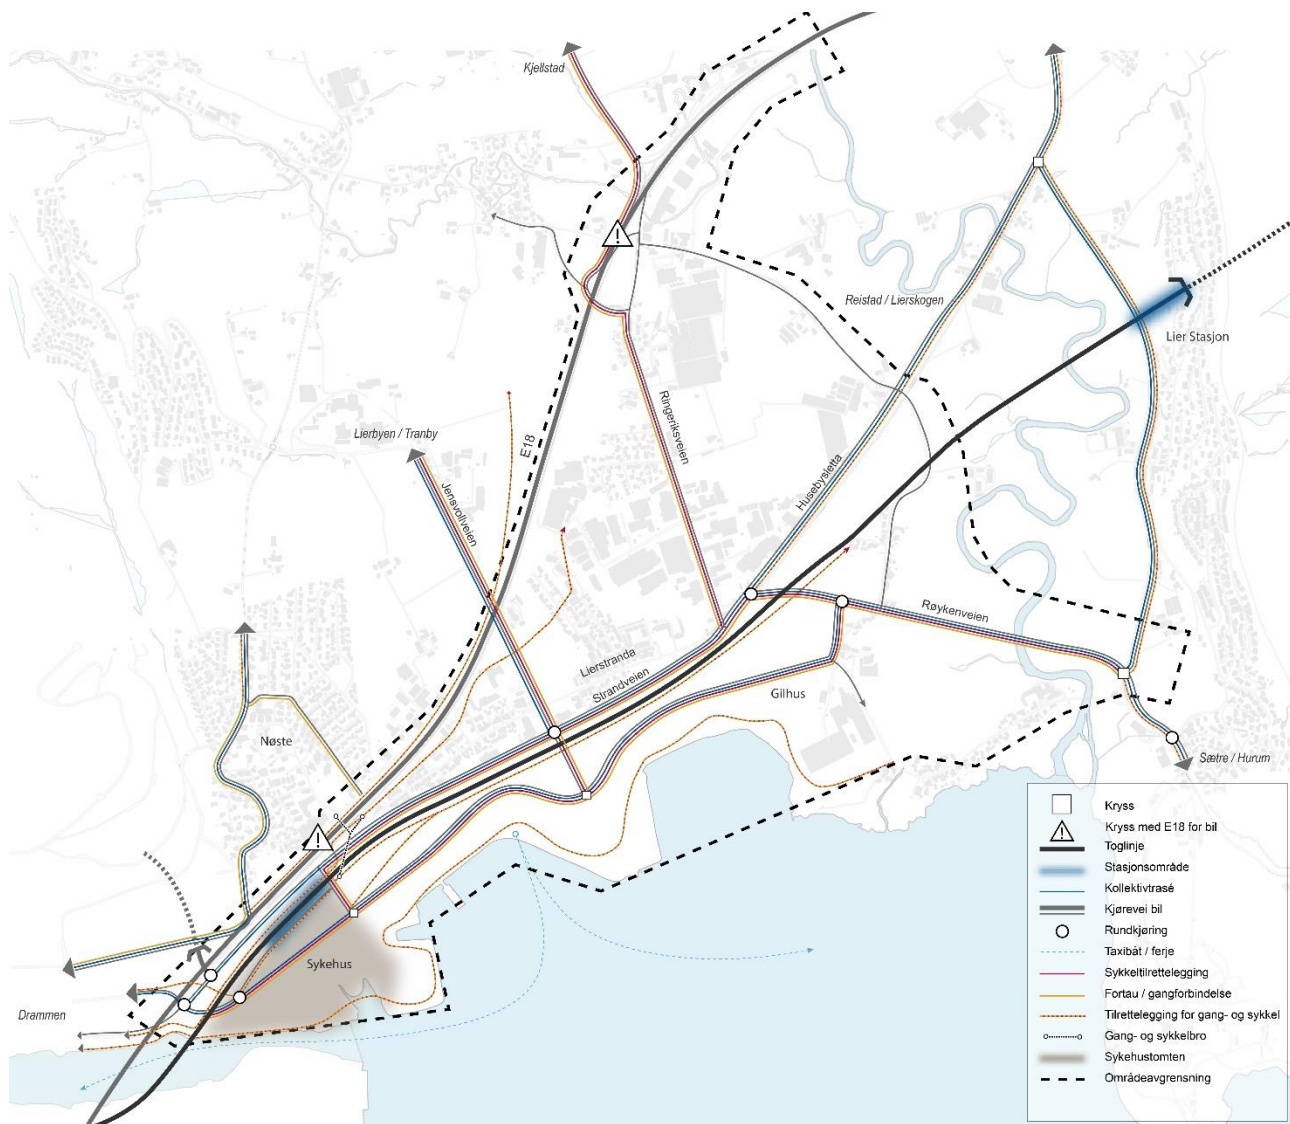 Kjellstad
Reistad / Lierskogen
Lier Stasjon
Ringeriksveien
Lierbyen / Tranby
E18
Jensvollveien
Husebysletta
Røykenveien
Lierstranda
Strandveien
Gilhus
Nøste
Sætre / Hurum
Sykehus
Drammen
Kryss
Kryss med E18 for bil
Toglinje
Stasjonsområde
Kollektivtrasé
Kjørevei bil
Rundkjøring
Taxibåt / ferje
Sykkeltilrettelegging
Fortau / gangforbindelse
Tilrettelegging for gang- og sykkel
Gang- og sykkelbro
Sykehustomten
Områdeavgrensning